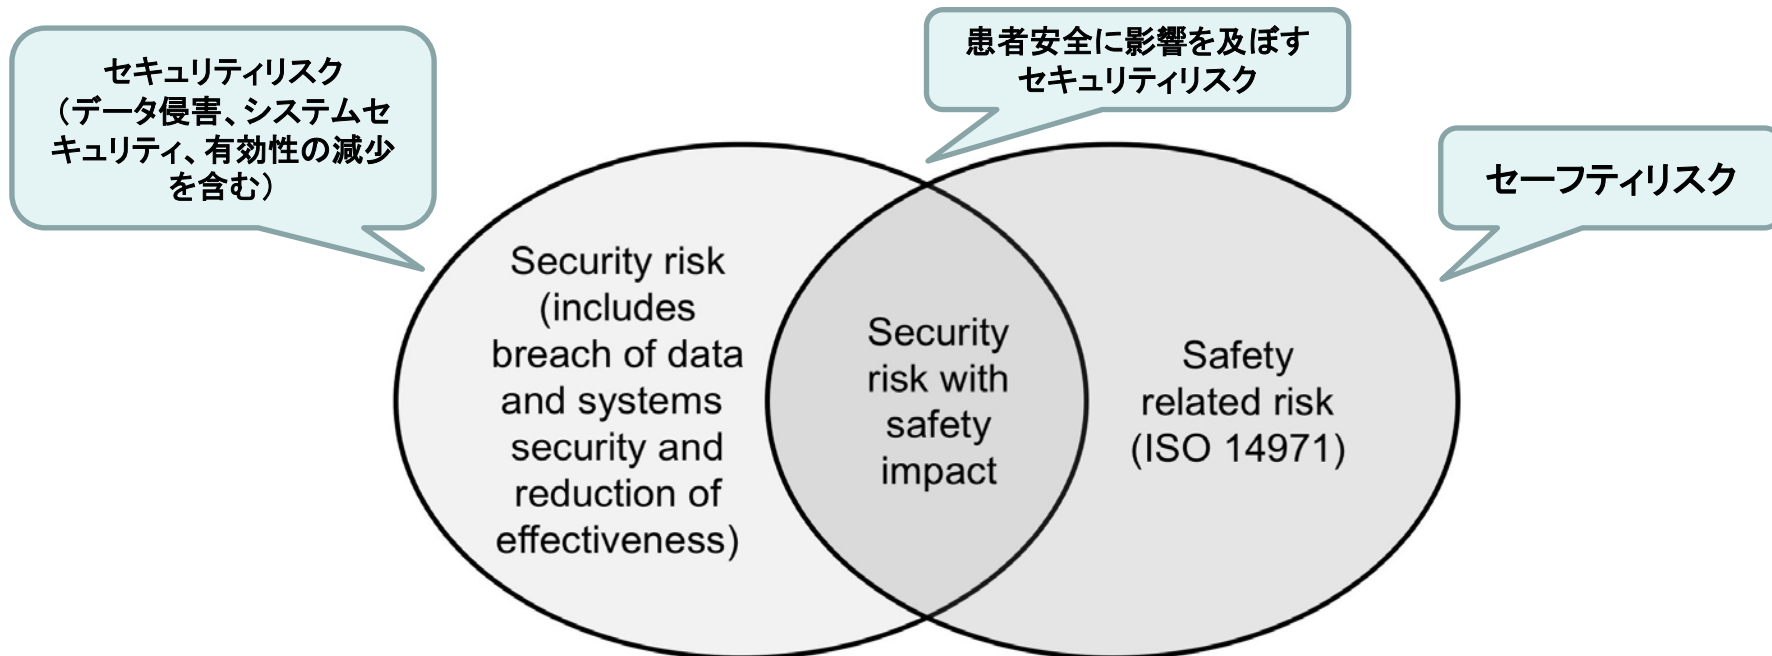 セキュリティリスク
（データ侵害、システムセ
キュリティ、有効性の減少
を含む）
患者安全に影響を及ぼす
セキュリティリスク
セーフティリスク
Security risk
(includes
breach of data
and systems
security and
reduction of
effectiveness)
Security
risk with
safety
impact
Safety
related risk
(ISO 14971)